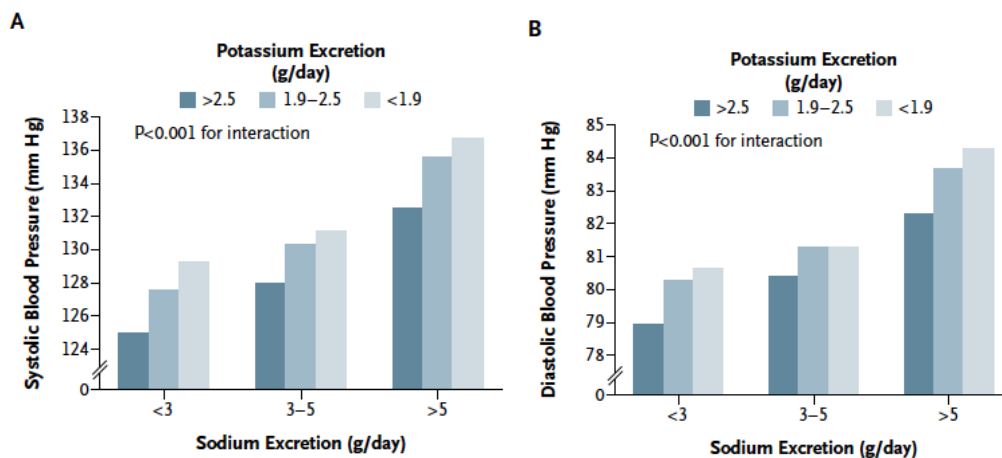 A
Potassium Excretion
(g/day)
>2.5 1.9–2.5 <1.9
P<0.001 for interaction
Systolic Blood Pressure (mm Hg)
138
136
134
132
130
128
126
124
0
<3 3–5 >5
Sodium Excretion (g/day)
B
Potassium Excretion
(g/day)
>2.5 1.9–2.5 <1.9
P<0.001 for interaction
Diastolic Blood Pressure (mm Hg)
85
84
83
82
81
80
79
78
0
<3 3–5 >5
Sodium Excretion (g/day)